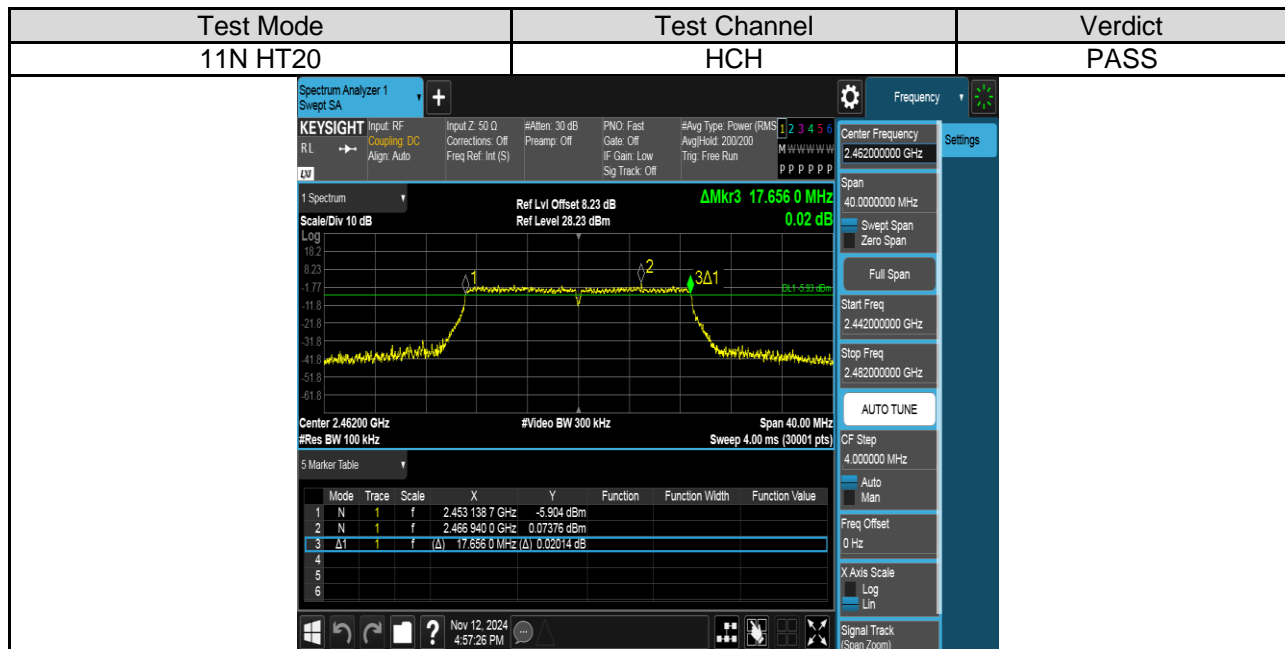 Test Mode Test Channel Verdict
11N HT20 HCH PASS
Spectrum Analyzer 1
Swept SA
+
Frequency
KEYSIGHT
RL
LXI
Input: RF
Coupling: DC
Align: Auto
Input Z: 50 Ω
Corrections: Off
Freq Ref: Int (S)
#Atten: 30 dB
Preamp: Off
PNO: Fast
Gate: Off
IF Gain: Low
Sig Track: Off
#Avg Type: Power (RMS
Avg|Hold: 200/200
Trig: Free Run
1 2 3 4 5 6
M W W W W W
P P P P P P
Center Frequency
2.462000000 GHz
Settings
Span
40.0000000 MHz
Swept Span
Zero Span
Full Span
Start Freq
2.442000000 GHz
Stop Freq
2.482000000 GHz
AUTO TUNE
CF Step
4.000000 MHz
Auto
Man
Freq Offset
0 Hz
X Axis Scale
Log
Lin
Signal Track
(Span Zoom)
1 Spectrum
Scale/Div 10 dB
Ref Lvl Offset 8.23 dB
Ref Level 28.23 dBm
ΔMkr3 17.656 0 MHz
0.02 dB
Log
18.2
8.23
-1.77
-11.8
-21.8
-31.8
-41.8
-51.8
-61.8
1
2
3Δ1
DL1 -5.93 dBm
Center 2.46200 GHz #Video BW 300 kHz Span 40.00 MHz
#Res BW 100 kHz Sweep 4.00 ms (30001 pts)
5 Marker Table
Mode Trace Scale X Y Function Function Width Function Value
1 N 1 f 2.453 138 7 GHz -5.904 dBm
2 N 1 f 2.466 940 0 GHz 0.07376 dBm
3 Δ1 1 f (Δ) 17.656 0 MHz (Δ) 0.02014 dB
4
5
6
?
Nov 12, 2024
4:57:26 PM